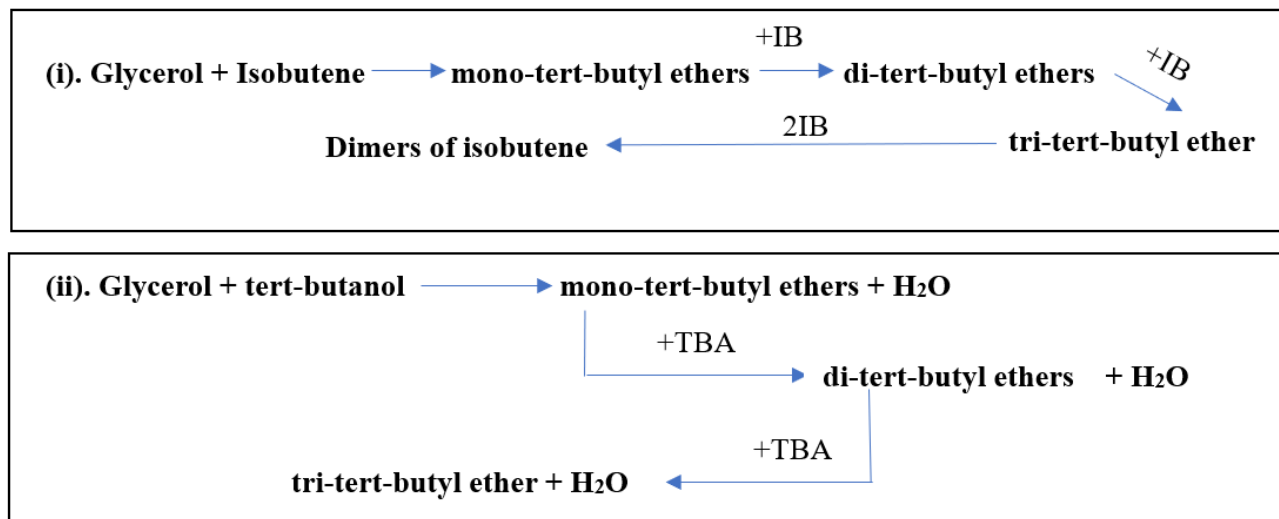 +IB
(i). Glycerol + Isobutene mono-tert-butyl ethers di-tert-butyl ethers +IB
2IB
Dimers of isobutene tri-tert-butyl ether
(ii). Glycerol + tert-butanol mono-tert-butyl ethers + H₂O
+TBA
di-tert-butyl ethers + H₂O
+TBA
tri-tert-butyl ether + H₂O